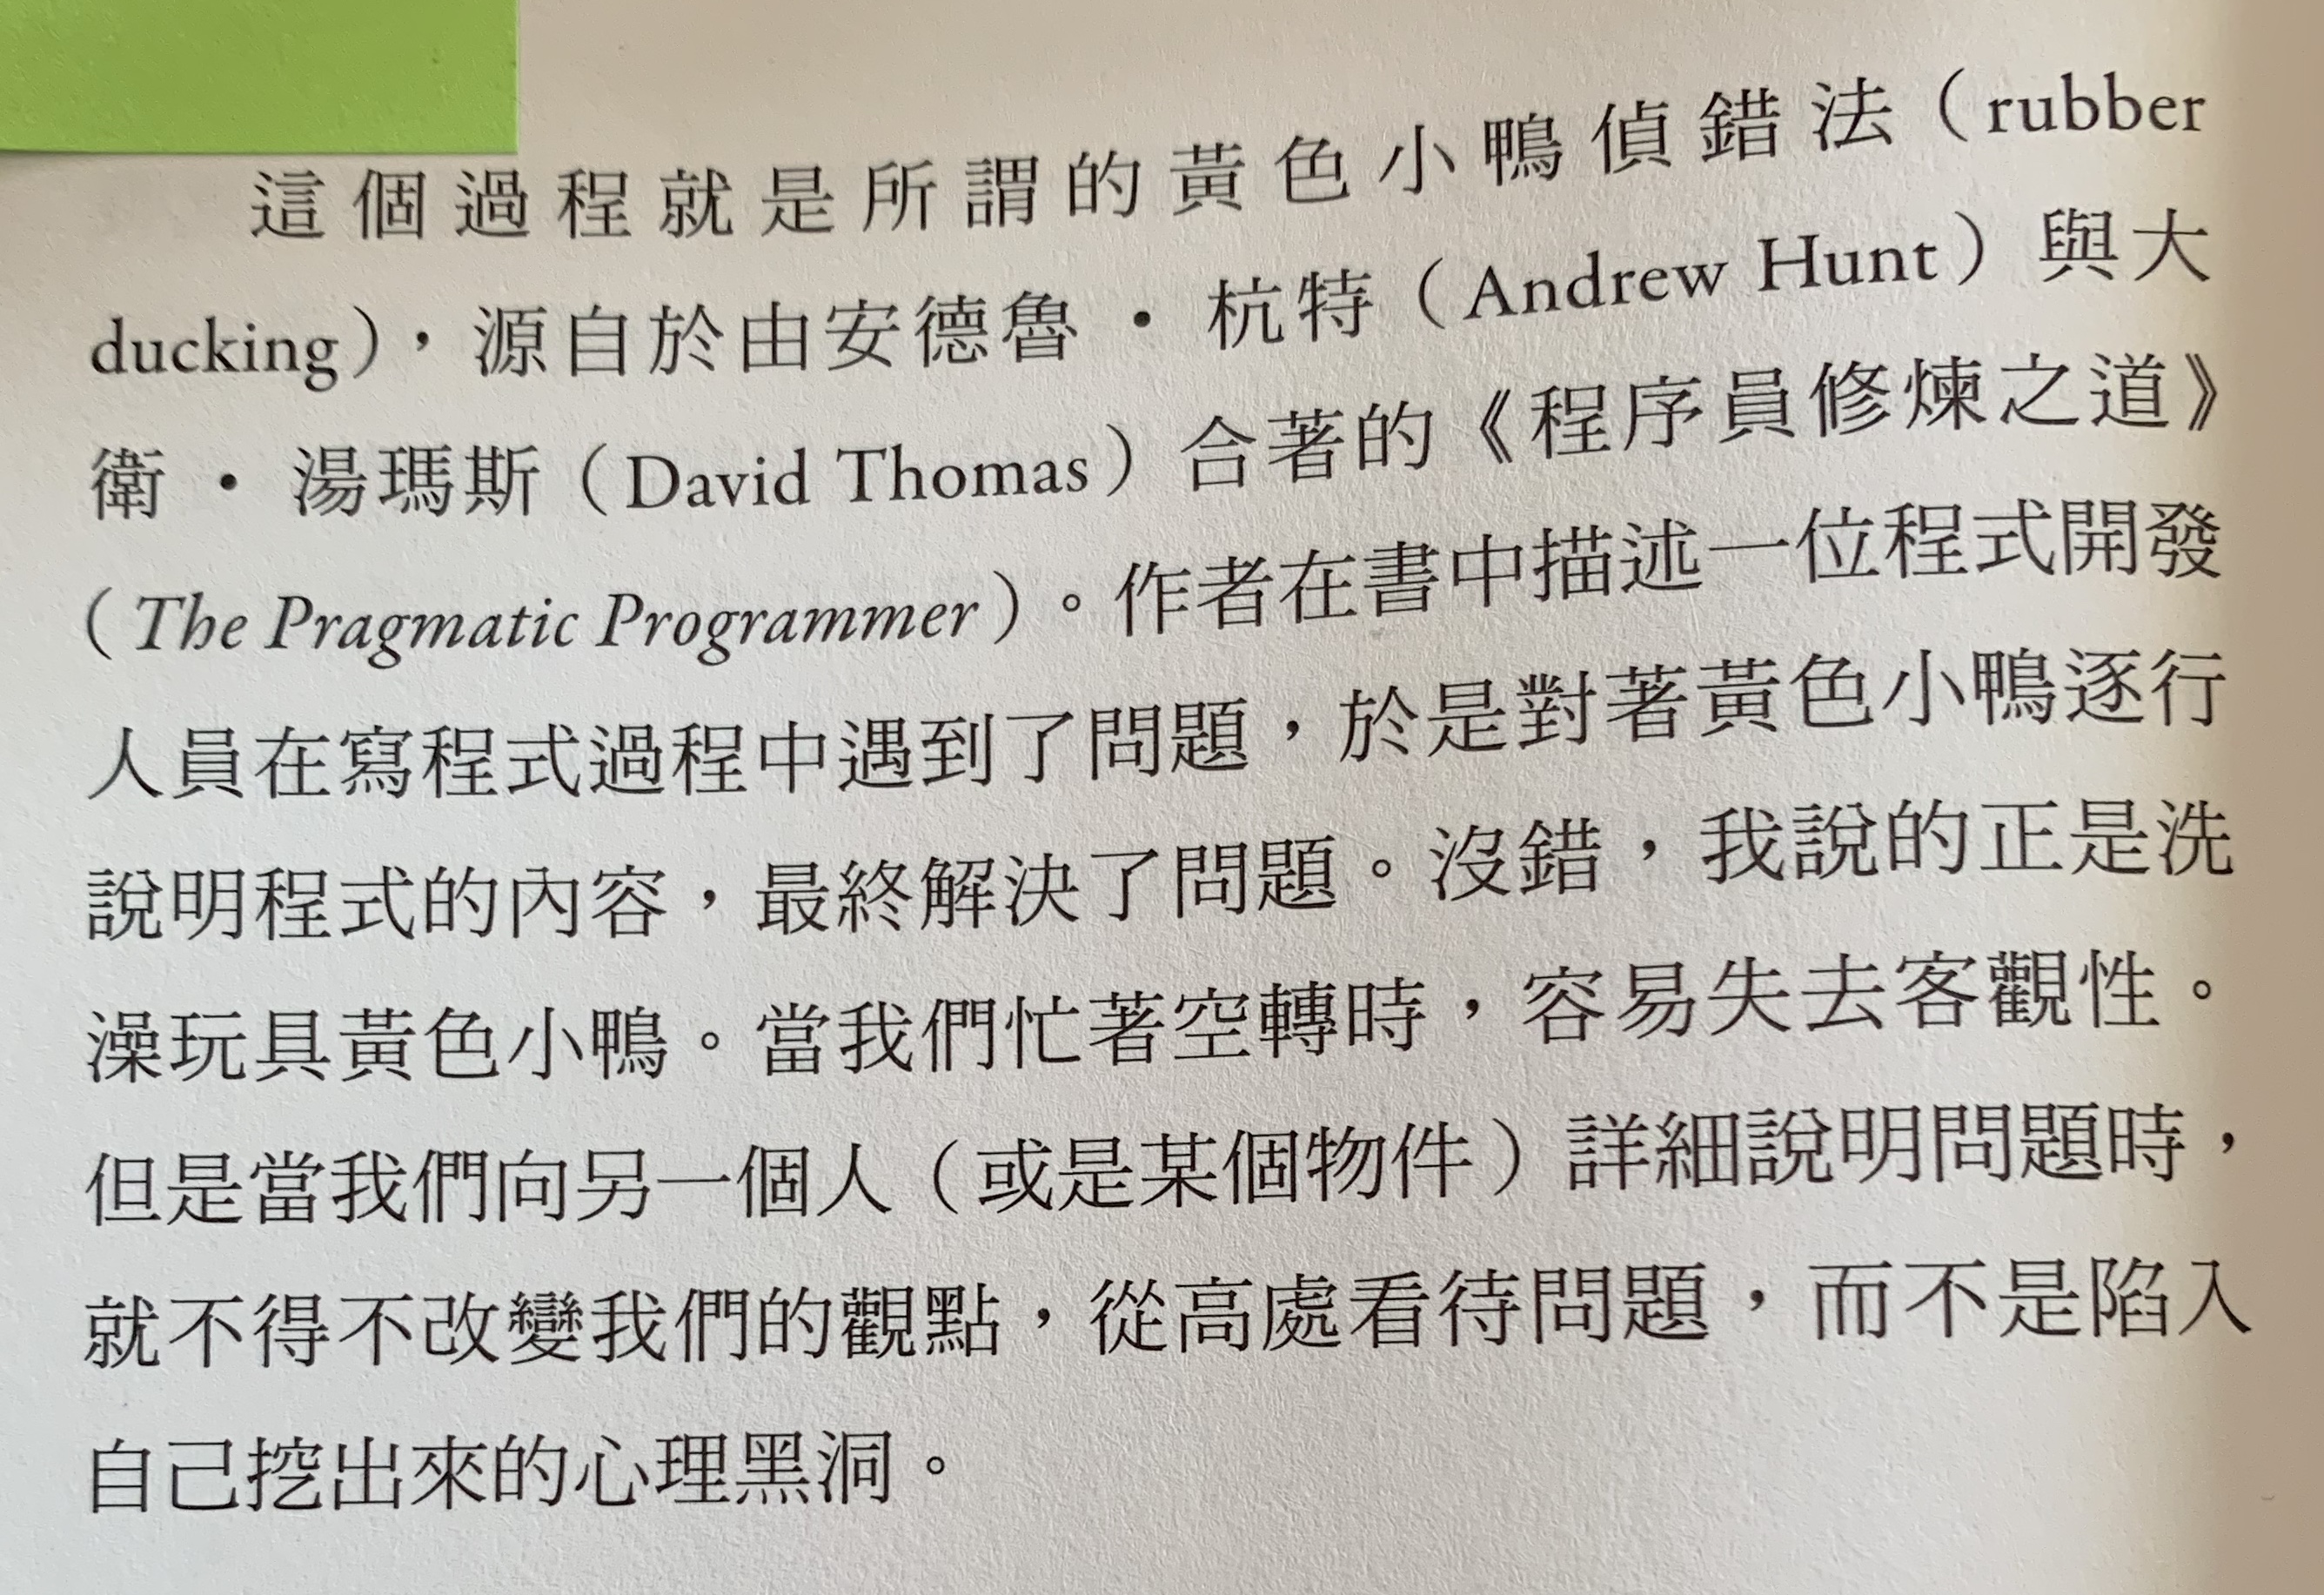 這個過程就是所謂的黃色小鴨偵錯法（rubber
ducking），源自於由安德魯・杭特（Andrew Hunt）與大
衛・湯瑪斯（David Thomas）合著的《程序員修煉之道》
（The Pragmatic Programmer）。作者在書中描述一位程式開發
人員在寫程式過程中遇到了問題，於是對著黃色小鴨逐行
說明程式的內容，最終解決了問題。沒錯，我說的正是洗
澡玩具黃色小鴨。當我們忙著空轉時，容易失去客觀性。
但是當我們向另一個人（或是某個物件）詳細說明問題時，
就不得不改變我們的觀點，從高處看待問題，而不是陷入
自己挖出來的心理黑洞。